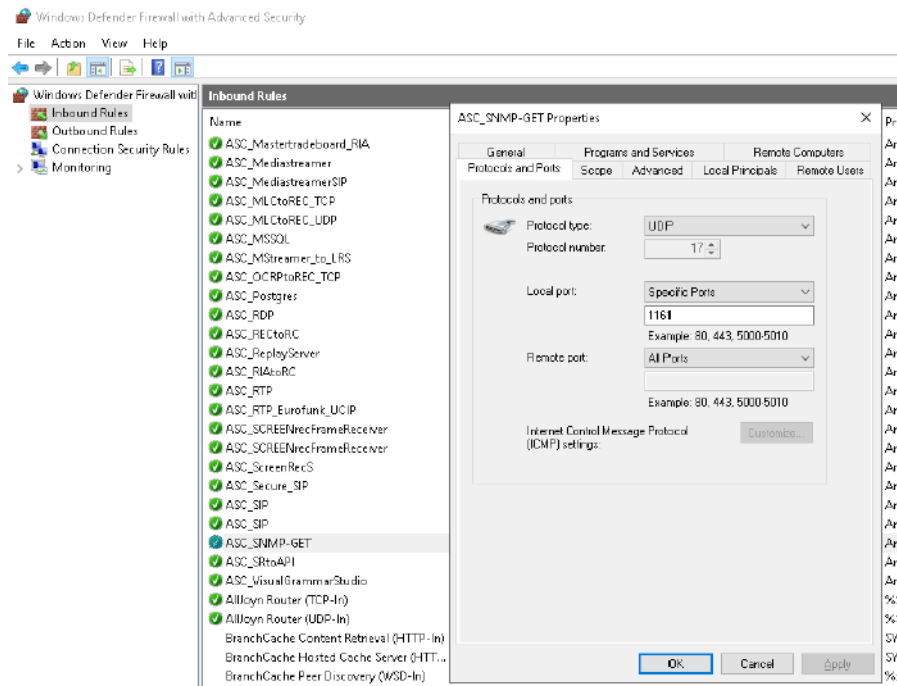 Windows Defender Firewall with Advanced Security
File Action View Help
Windows Defender Firewall witl
Inbound Rules
Outbound Rules
Connection Security Rules
Monitoring
Inbound Rules
Name
ASC_Mastertradeboard_RIA
ASC_Mediastreamer
ASC_MediastreamerSIP
ASC_MLCtoREC_TCP
ASC_MLCtoREC_UDP
ASC_MSSQL
ASC_MStreamer_to_LRS
ASC_OCRPtoREC_TCP
ASC_Postgres
ASC_RDP
ASC_RECtoRC
ASC_ReplayServer
ASC_RIAtoRC
ASC_RTP
ASC_RTP_Eurofunk_UCIP
ASC_SCREENrecFrameReceiver
ASC_SCREENrecFrameReceiver
ASC_ScreenRecS
ASC_Secure_SIP
ASC_SIP
ASC_SIP
ASC_SNMP-GET
ASC_SRtoAPI
ASC_VisualGrammarStudio
AllJoyn Router (TCP-In)
AllJoyn Router (UDP-In)
BranchCache Content Retrieval (HTTP-In)
BranchCache Hosted Cache Server (HTT...
BranchCache Peer Discovery (WSD-In)
ASC_SNMP-GET Properties
General Programs and Services Remote Computers
Protocols and Ports Scope Advanced Local Principals Remote Users
Protocols and ports
Protocol type: UDP
Protocol number: 17
Local port: Specific Ports
1161
Example: 80, 443, 5000-5010
Remote port: All Ports
Example: 80, 443, 5000-5010
Internet Control Message Protocol
(ICMP) settings: Customize...
OK Cancel Apply
Pr